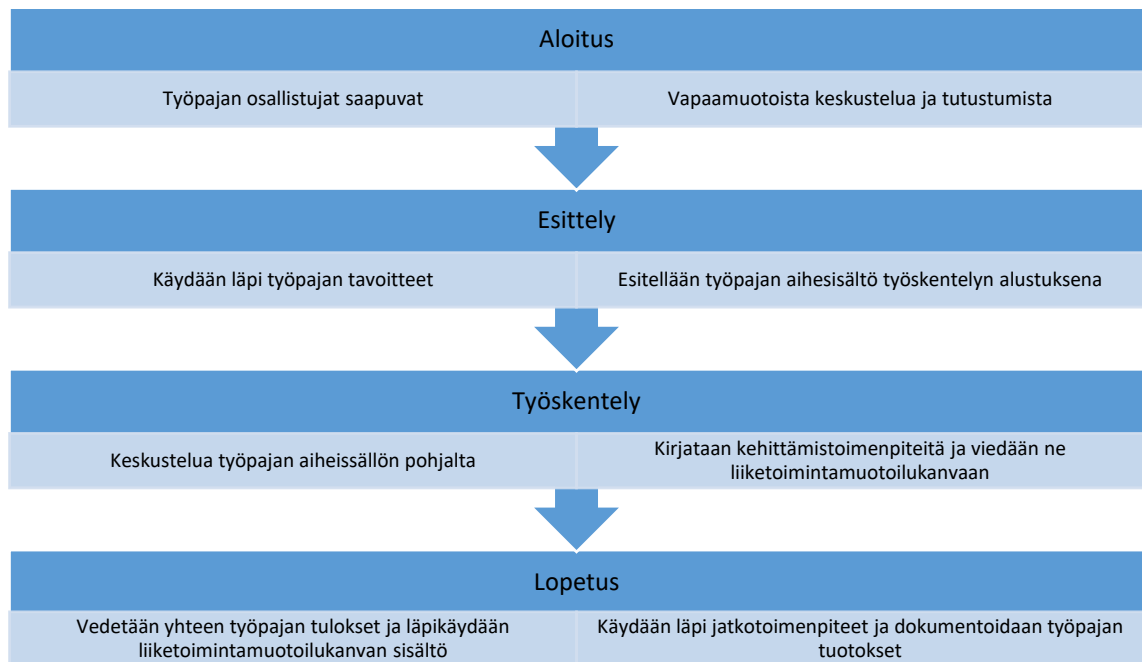 Aloitus
Työpajan osallistujat saapuvat
Vapaamuotoista keskustelua ja tutustumista
Esittely
Käydään läpi työpajan tavoitteet
Esitellään työpajan aihesisältö työskentelyn alustuksena
Työskentely
Keskustelua työpajan aiheissällön pohjalta
Kirjataan kehittämistoimenpiteitä ja viedään ne
liiketoimintamuotoilukanvaan
Lopetus
Vedetään yhteen työpajan tulokset ja läpikäydään
liiketoimintamuotoilukanvan sisältö
Käydään läpi jatkotoimenpiteet ja dokumentoidaan työpajan
tuotokset